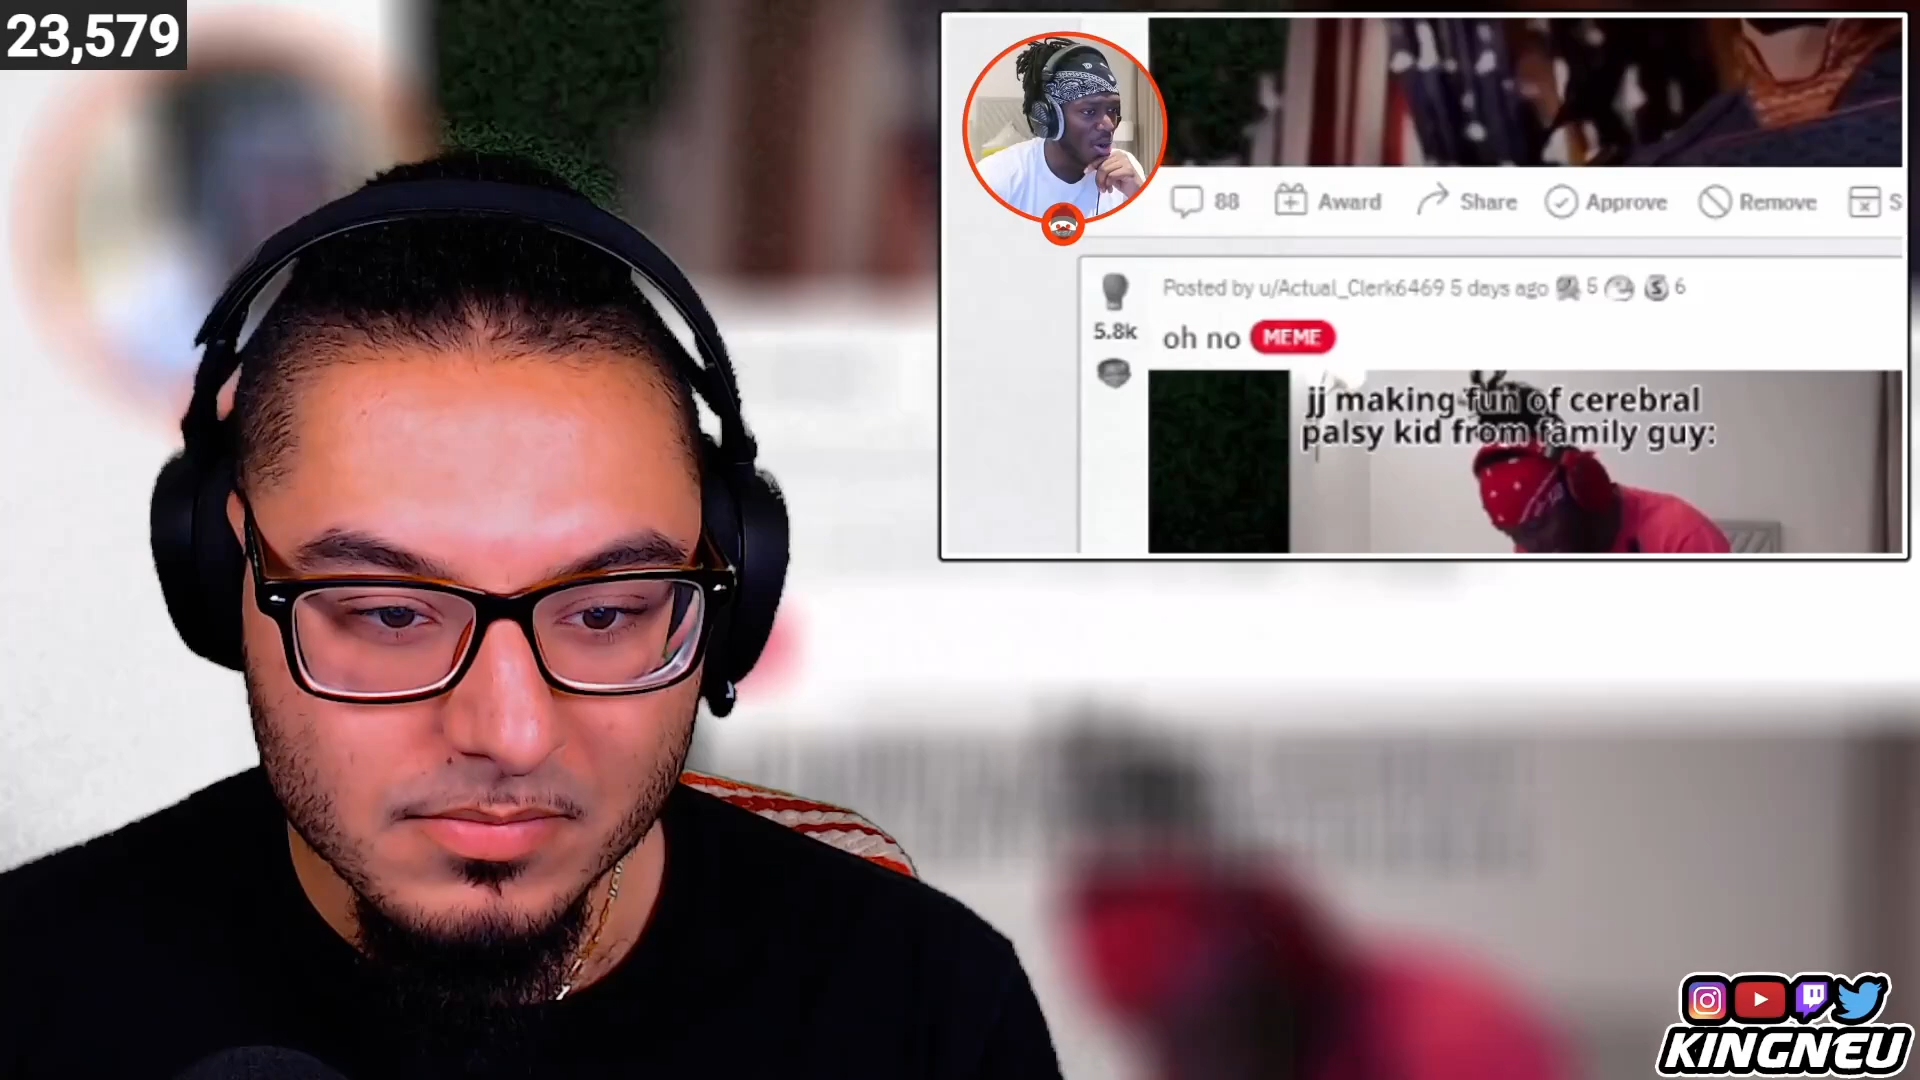 23,579
88
Award
Share
Approve
Remove
S
Posted by u/Actual_Clerk6469 5 days ago 5 S 6
5.8k
oh no MEME
jj making fun of cerebral
palsy kid from family guy:
KINGNEU